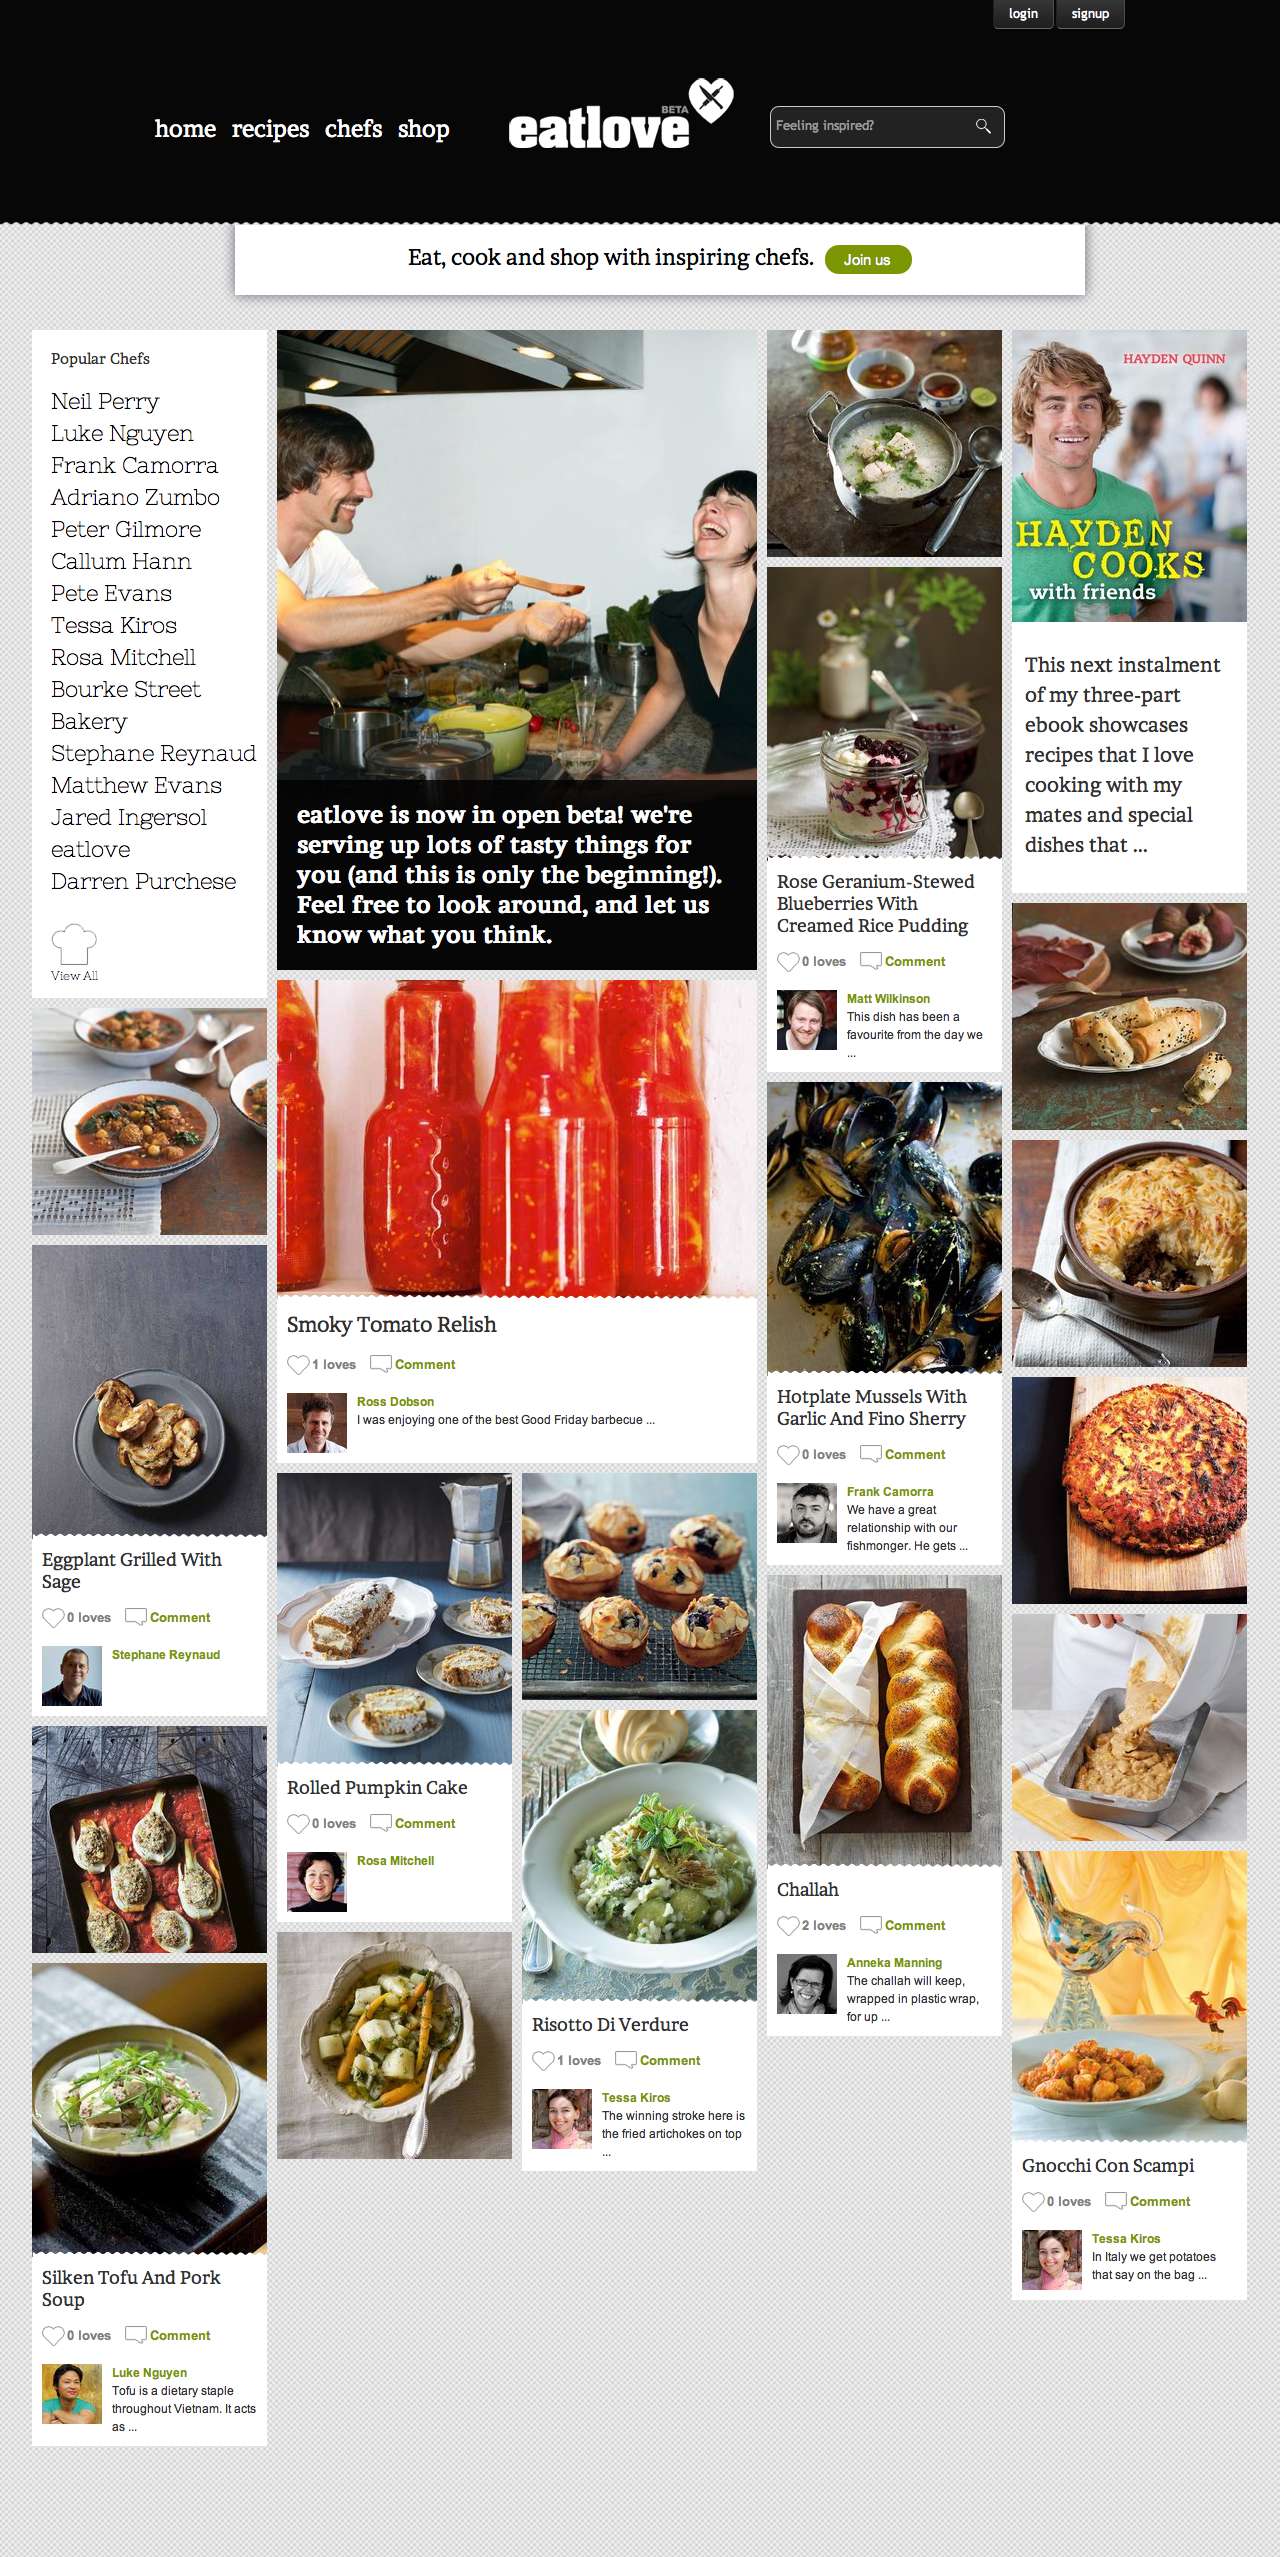 login signup
home recipes chefs shop
BETA
eatlove
Feeling inspired?
Eat, cook and shop with inspiring chefs. Join us
Popular Chefs
Neil Perry
Luke Nguyen
Frank Camorra
Adriano Zumbo
Peter Gilmore
Callum Hann
Pete Evans
Tessa Kiros
Rosa Mitchell
Bourke Street
Bakery
Stephane Reynaud
Matthew Evans
Jared Ingersol
eatlove
Darren Purchese
View All
Eggplant Grilled With
Sage
0 loves Comment
Stephane Reynaud
Silken Tofu And Pork
Soup
0 loves Comment
Luke Nguyen
Tofu is a dietary staple
throughout Vietnam. It acts
as ...
eatlove is now in open beta! we're
serving up lots of tasty things for
you (and this is only the beginning!).
Feel free to look around, and let us
know what you think.
Smoky Tomato Relish
1 loves Comment
Ross Dobson
I was enjoying one of the best Good Friday barbecue ...
Rolled Pumpkin Cake
0 loves Comment
Rosa Mitchell
Risotto Di Verdure
1 loves Comment
Tessa Kiros
The winning stroke here is
the fried artichokes on top
...
Rose Geranium-Stewed
Blueberries With
Creamed Rice Pudding
0 loves Comment
Matt Wilkinson
This dish has been a
favourite from the day we
...
Hotplate Mussels With
Garlic And Fino Sherry
0 loves Comment
Frank Camorra
We have a great
relationship with our
fishmonger. He gets ...
Challah
2 loves Comment
Anneka Manning
The challah will keep,
wrapped in plastic wrap,
for up ...
HAYDEN QUINN
HAYDEN
COOKS
with friends
This next instalment
of my three-part
ebook showcases
recipes that I love
cooking with my
mates and special
dishes that ...
Gnocchi Con Scampi
0 loves Comment
Tessa Kiros
In Italy we get potatoes
that say on the bag ...